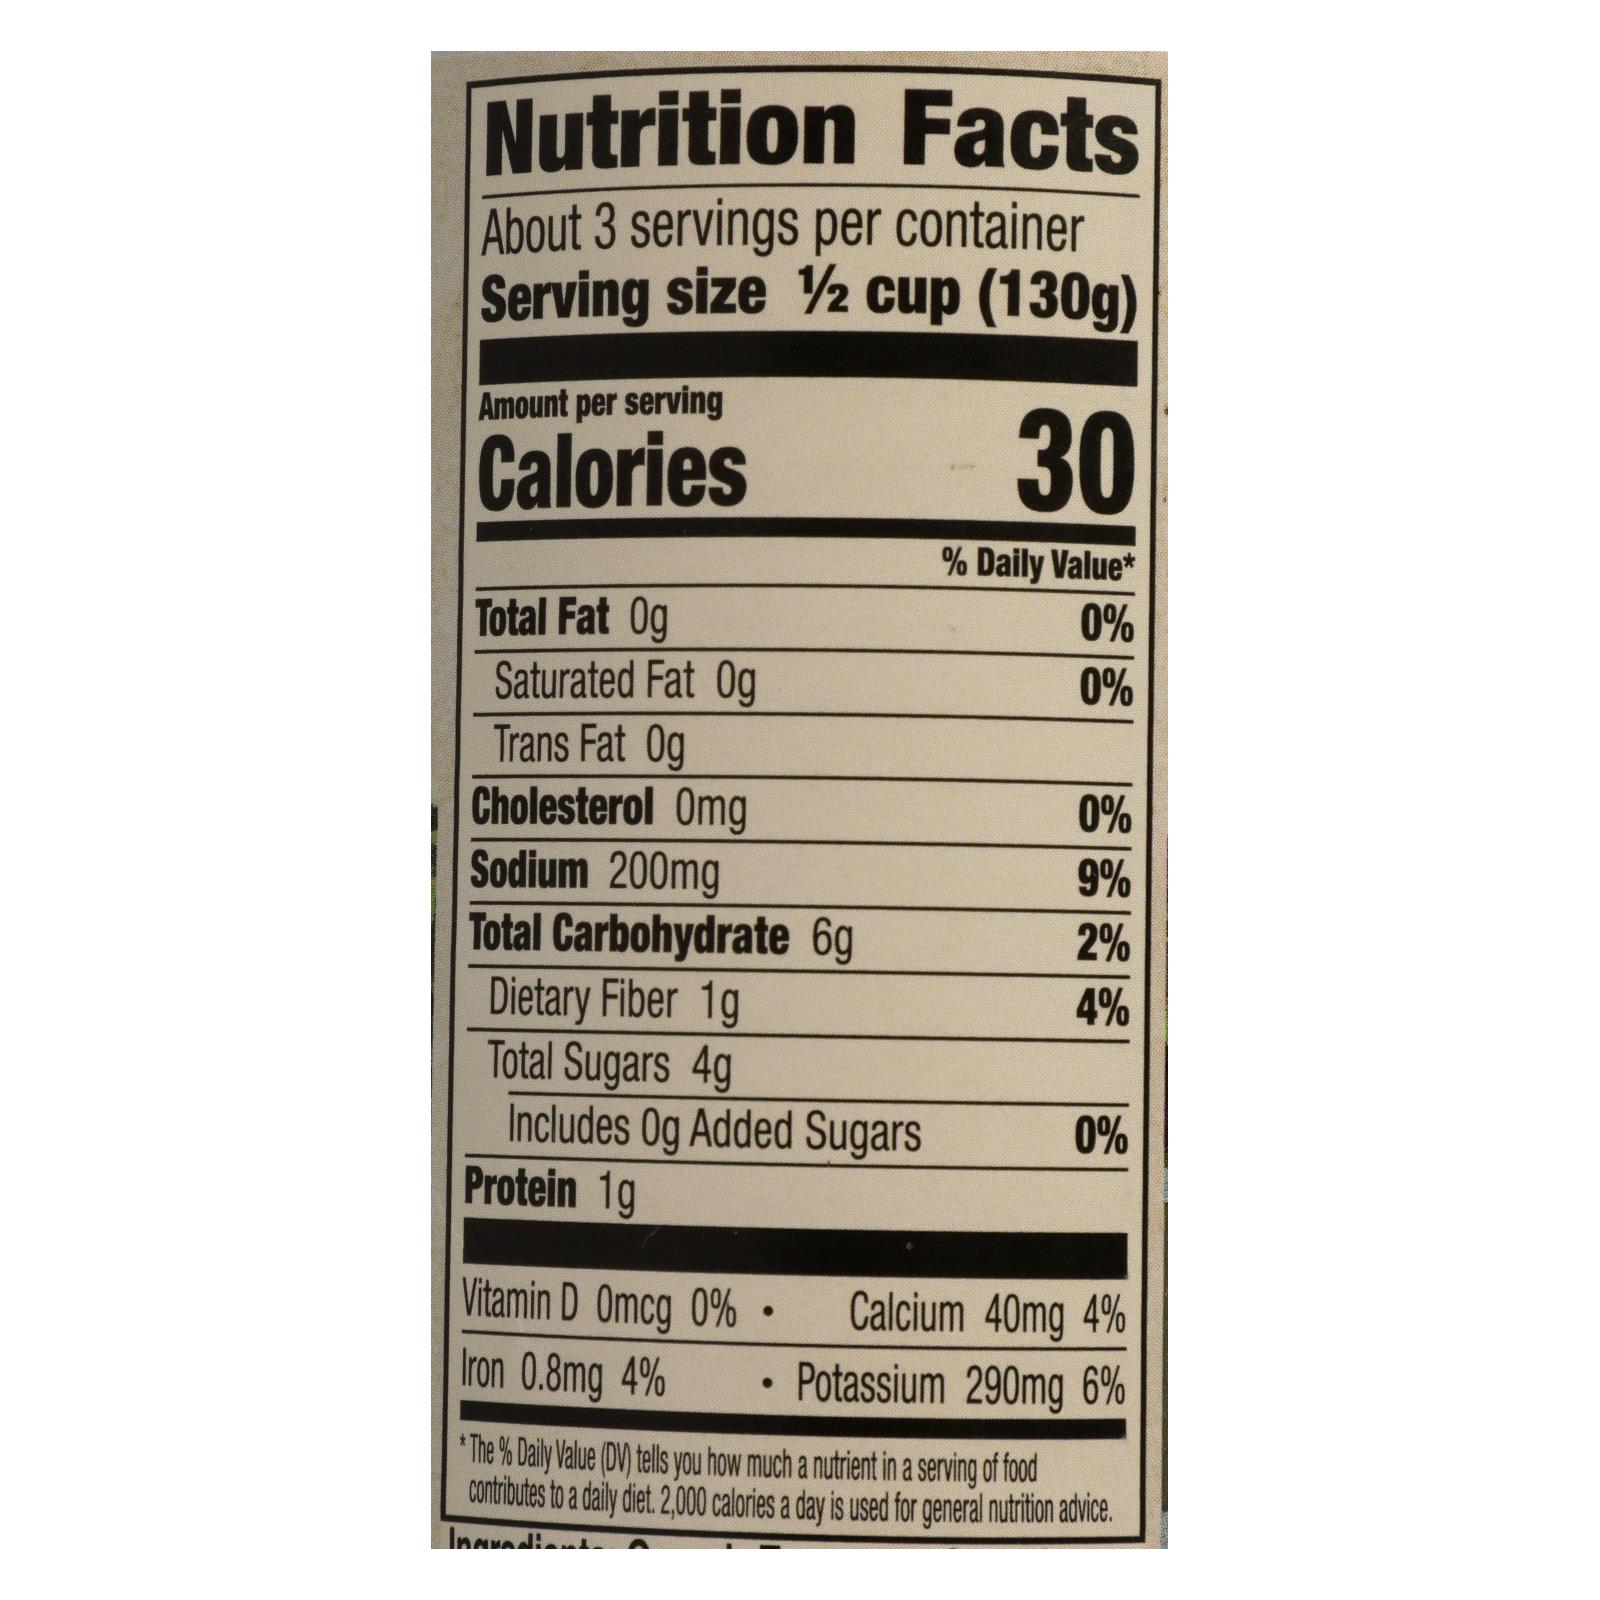 Nutrition Facts
About 3 servings per container
Serving size ½ cup (130g)
Amount per serving
Calories 30
% Daily Value*
Total Fat 0g 0%
Saturated Fat 0g 0%
Trans Fat 0g
Cholesterol 0mg 0%
Sodium 200mg 9%
Total Carbohydrate 6g 2%
Dietary Fiber 1g 4%
Total Sugars 4g
Includes 0g Added Sugars 0%
Protein 1g
Vitamin D 0mcg 0% • Calcium 40mg 4%
Iron 0.8mg 4% • Potassium 290mg 6%
* The % Daily Value (DV) tells you how much a nutrient in a serving of food
contributes to a daily diet. 2,000 calories a day is used for general nutrition advice.